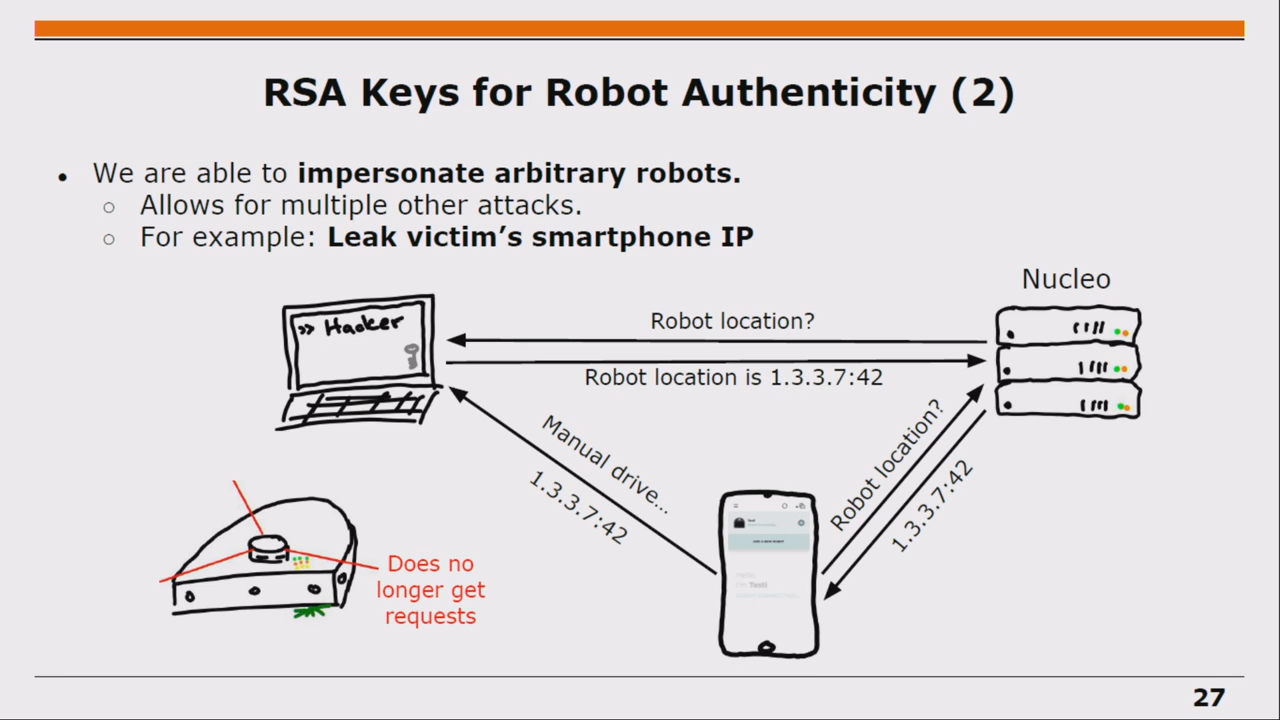 RSA Keys for Robot Authenticity (2)
• We are able to impersonate arbitrary robots.
○ Allows for multiple other attacks.
○ For example: Leak victim's smartphone IP
Nucleo
>> Hacker
Robot location?
Robot location is 1.3.3.7:42
Manual drive...
1.3.3.7:42
Robot location?
1.3.3.7:42
Does no
longer get
requests
27